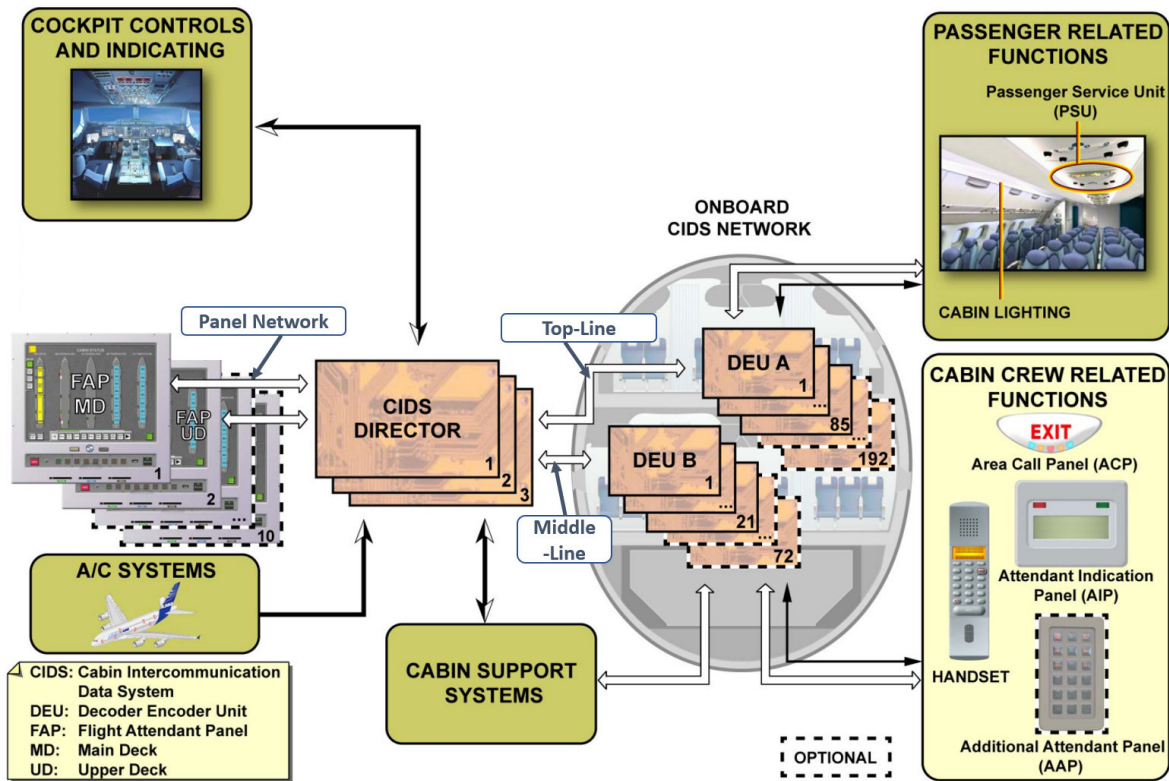 COCKPIT CONTROLS
AND INDICATING
PASSENGER RELATED
FUNCTIONS
Passenger Service Unit
(PSU)
CABIN LIGHTING
ONBOARD
CIDS NETWORK
Panel Network
Top-Line
FAP
MD
1
FAP
UD
2
...
10
CIDS
DIRECTOR
1
2
3
DEU A
1
...
85
...
192
DEU B
1
...
21
...
72
Middle
-Line
CABIN CREW RELATED
FUNCTIONS
EXIT
Area Call Panel (ACP)
Attendant Indication
Panel (AIP)
HANDSET
Additional Attendant Panel
(AAP)
A/C SYSTEMS
CABIN SUPPORT
SYSTEMS
OPTIONAL
CIDS: Cabin Intercommunication
Data System
DEU: Decoder Encoder Unit
FAP: Flight Attendant Panel
MD: Main Deck
UD: Upper Deck